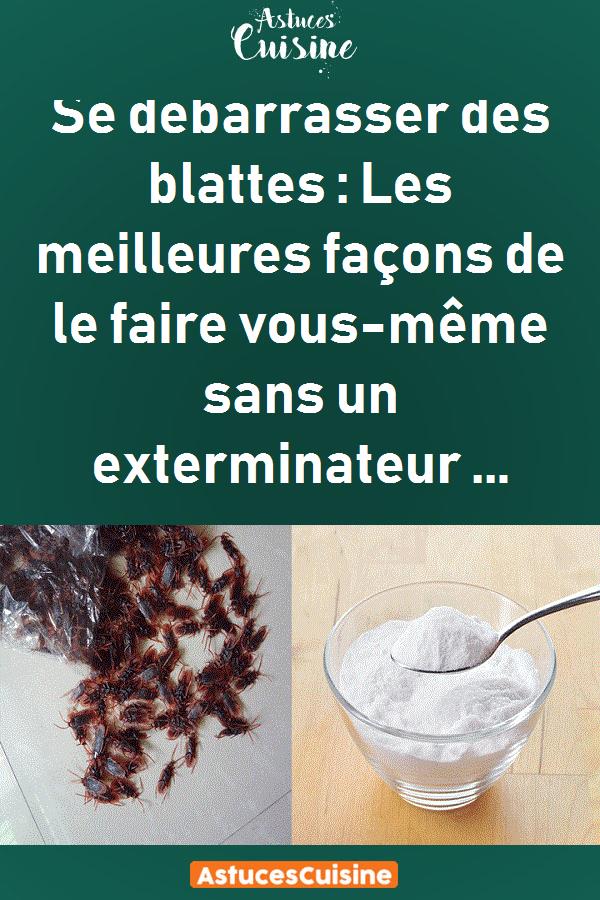 Astuces
Cuisine
Se débarrasser des
blattes : Les
meilleures façons de
le faire vous-même
sans un
exterminateur ...
AstucesCuisine